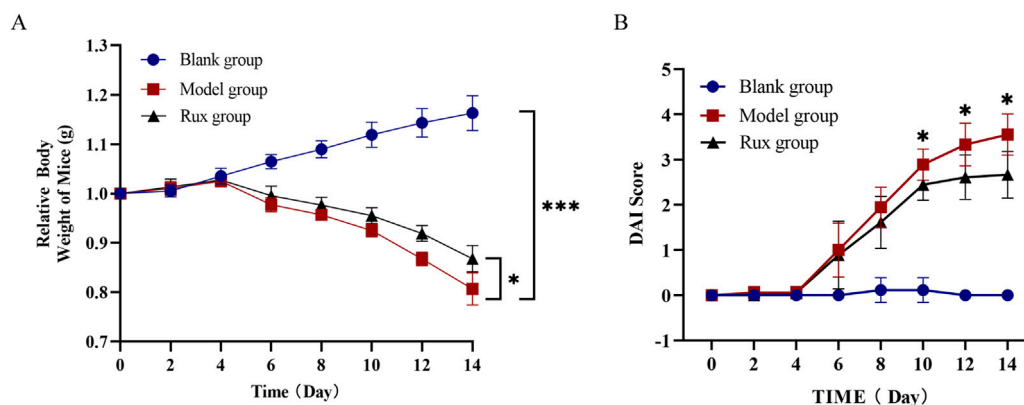 A
Relative Body
Weight of Mice (g)
1.3
1.2
1.1
1.0
0.9
0.8
0.7
Blank group
Model group
Rux group
***
*
0 2 4 6 8 10 12 14
Time (Day)
B
DAI Score
5
4
3
2
1
0
-1
Blank group
Model group
Rux group
* * *
0 2 4 6 8 10 12 14
TIME ( Day)